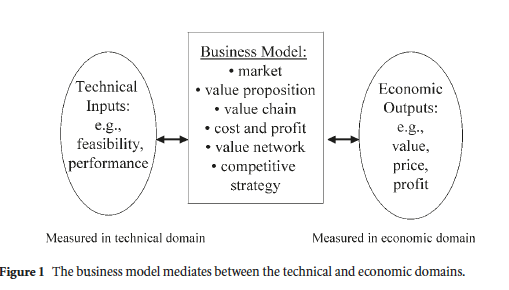 Technical
Inputs:
e.g.,
feasibility,
performance
Business Model:
• market
• value proposition
• value chain
• cost and profit
• value network
• competitive
strategy
Economic
Outputs:
e.g.,
value,
price,
profit
Measured in technical domain
Measured in economic domain
Figure 1 The business model mediates between the technical and economic domains.